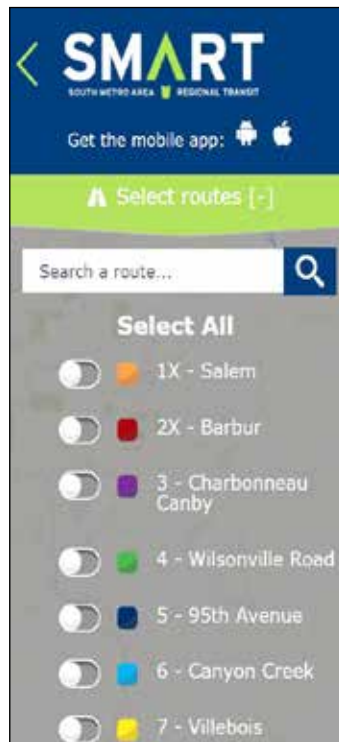 SMART
SOUTH METRO AREA REGIONAL TRANSIT
Get the mobile app:
Select routes [-]
Search a route...
Select All
1X - Salem
2X - Barbur
3 - Charbonneau
Canby
4 - Wilsonville Road
5 - 95th Avenue
6 - Canyon Creek
7 - Villebois